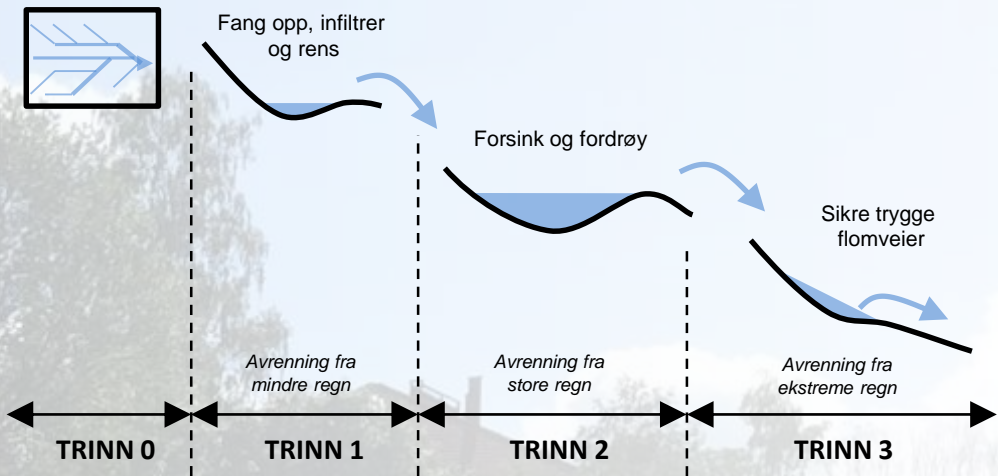 Fang opp, infiltrer
og rens
Forsink og fordrøy
Sikre trygge
flomveier
Avrenning fra
mindre regn
Avrenning fra
store regn
Avrenning fra
ekstreme regn
TRINN 0
TRINN 1
TRINN 2
TRINN 3